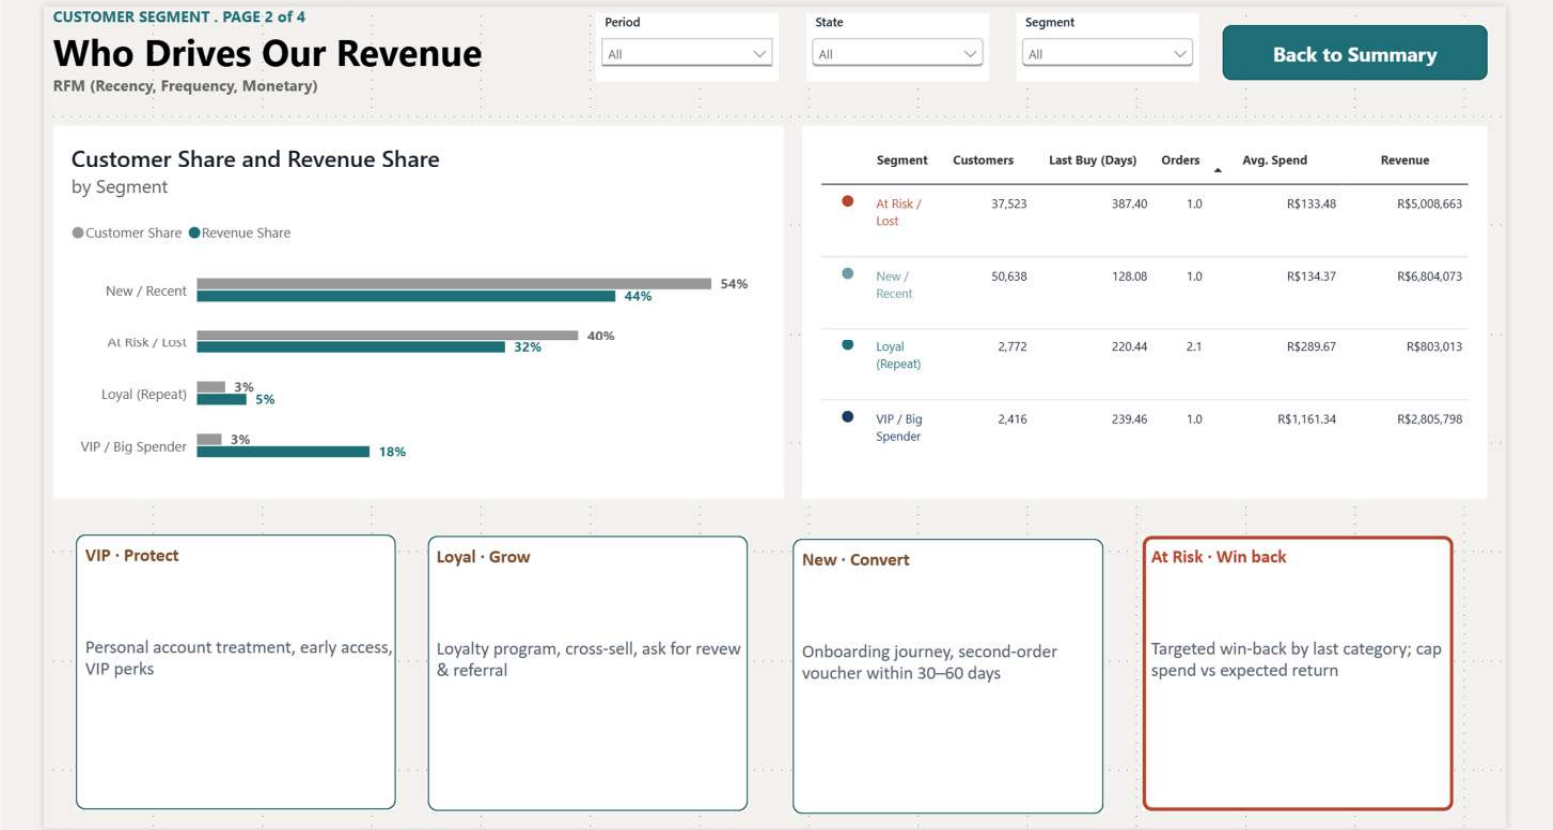 CUSTOMER SEGMENT . PAGE 2 of 4
Who Drives Our Revenue
RFM (Recency, Frequency, Monetary)
Period
All
State
All
Segment
All
Back to Summary
Customer Share and Revenue Share
by Segment
Customer Share Revenue Share
New / Recent 54%
44%
At Risk / Lost 40%
32%
Loyal (Repeat) 3%
5%
VIP / Big Spender 3%
18%
Segment Customers Last Buy (Days) Orders Avg. Spend Revenue
At Risk / 37,523 387.40 1.0 R$133.48 R$5,008,663
Lost
New / 50,638 128.08 1.0 R$134.37 R$6,804,073
Recent
Loyal 2,772 220.44 2.1 R$289.67 R$803,013
(Repeat)
VIP / Big 2,416 239.46 1.0 R$1,161.34 R$2,805,798
Spender
VIP · Protect
Personal account treatment, early access,
VIP perks
Loyal · Grow
Loyalty program, cross-sell, ask for revew
& referral
New · Convert
Onboarding journey, second-order
voucher within 30–60 days
At Risk · Win back
Targeted win-back by last category; cap
spend vs expected return